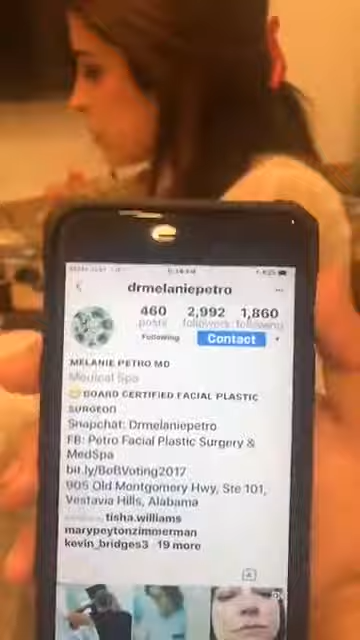 drmelaniepetro
460 2,992 1,860
posts followers following
Following Contact
MELANIE PETRO MD
Medical Spa
BOARD CERTIFIED FACIAL PLASTIC
SURGEON
Snapchat: Drmelaniepetro
FB: Petro Facial Plastic Surgery &
MedSpa
bit.ly/BoBVoting2017
905 Old Montgomery Hwy, Ste 101,
Vestavia Hills, Alabama
tisha.williams
marypeytonzimmerman
kevin_bridges3 19 more